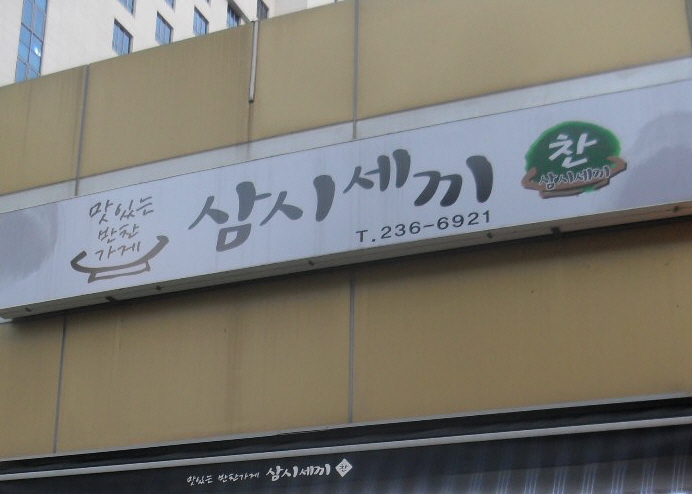 맛있는
반찬
가게
삼시세끼
T.236-6921
찬
삼시세끼
맛있는 반찬가게 삼시세끼 찬